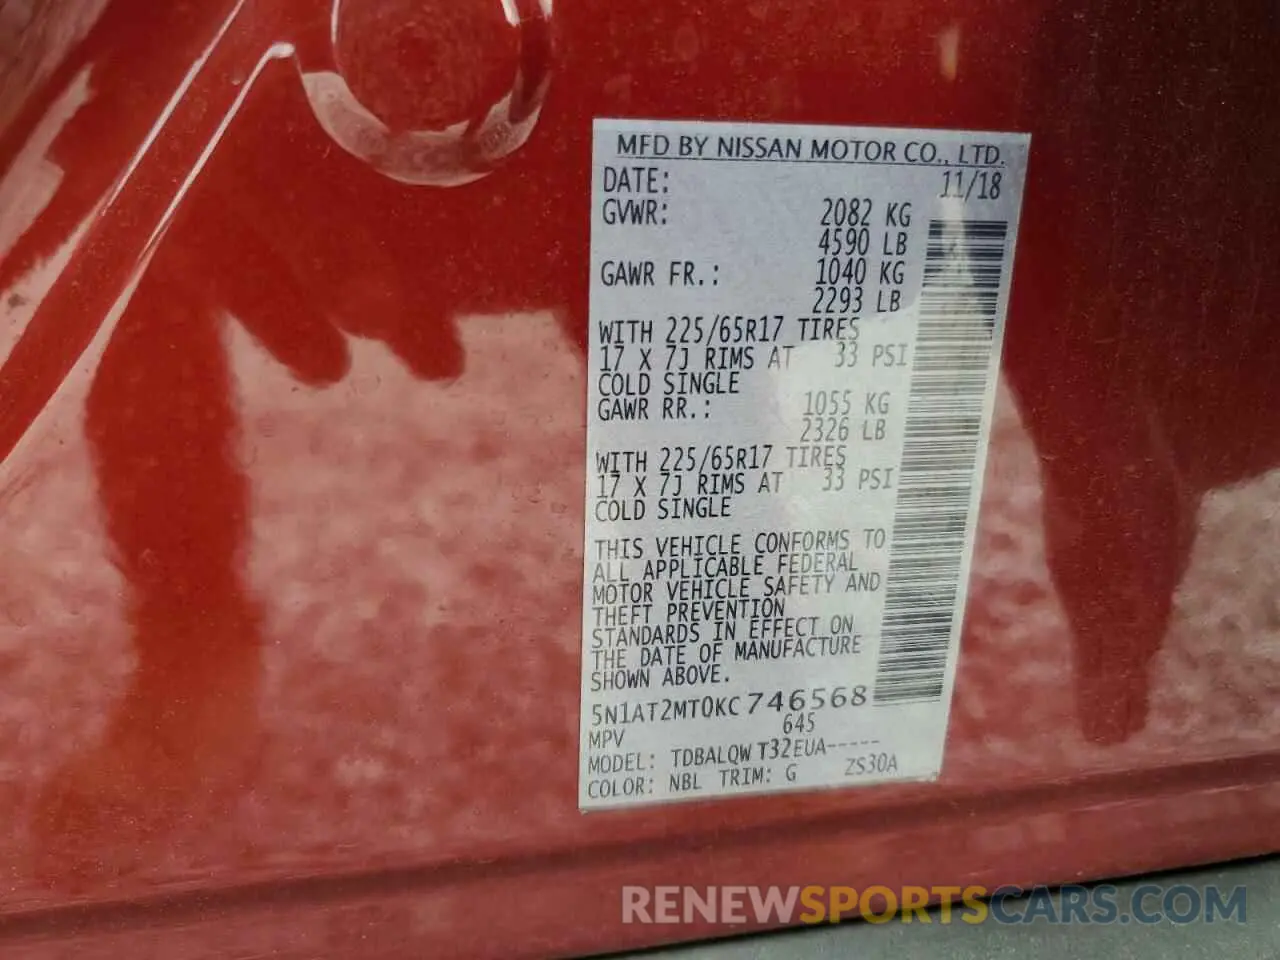 MFD BY NISSAN MOTOR CO., LTD.
DATE: 11/18
GVWR: 2082 KG
4590 LB
GAWR FR.: 1040 KG
2293 LB
WITH 225/65R17 TIRES
17 X 7J RIMS AT 33 PSI
COLD SINGLE
GAWR RR.: 1055 KG
2326 LB
WITH 225/65R17 TIRES
17 X 7J RIMS AT 33 PSI
COLD SINGLE
THIS VEHICLE CONFORMS TO
ALL APPLICABLE FEDERAL
MOTOR VEHICLE SAFETY AND
THEFT PREVENTION
STANDARDS IN EFFECT ON
THE DATE OF MANUFACTURE
SHOWN ABOVE.
5N1AT2MT0KC746568
MPV 645
MODEL: TDBALQW T32EUA-----
COLOR: NBL TRIM: G ZS30A
RENEWSPORTSCARS.COM